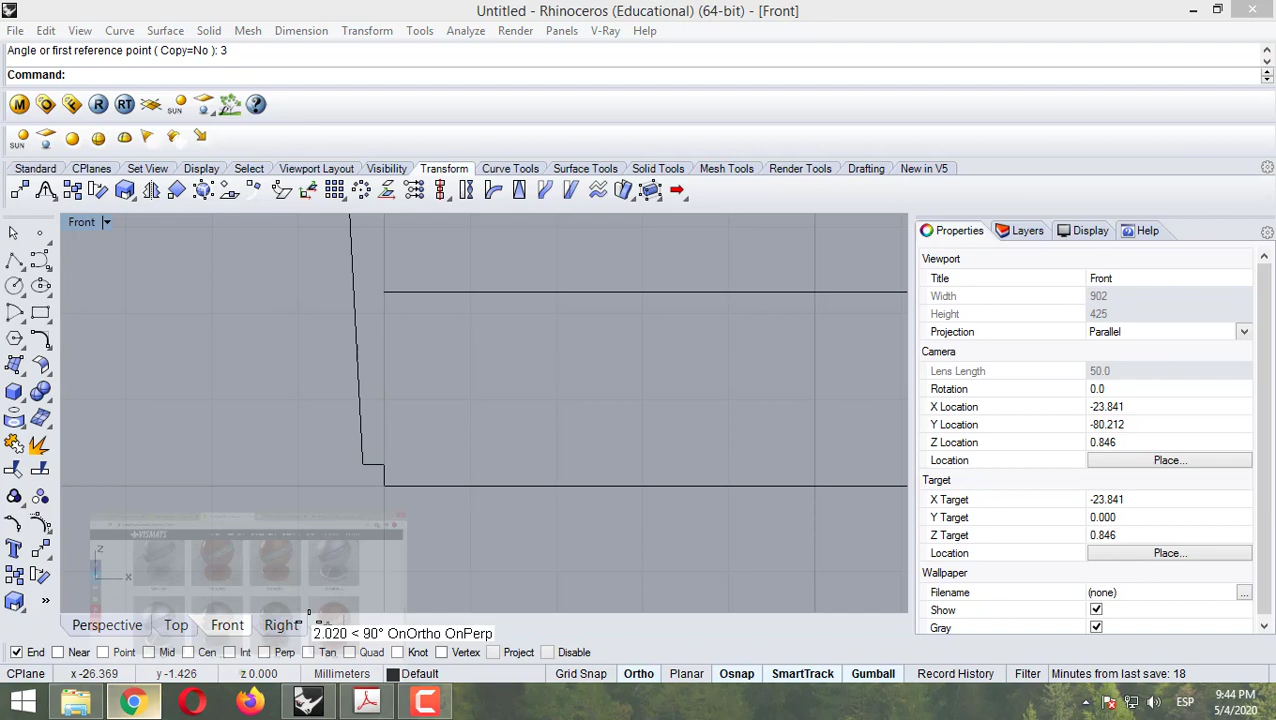 Untitled - Rhinoceros (Educational) (64-bit) - [Front]
File Edit View Curve Surface Solid Mesh Dimension Transform Tools Analyze Render Panels V-Ray Help
Angle or first reference point ( Copy=No ): 3
Command:
M O F R RT SUN ?
SUN
Standard CPlanes Set View Display Select Viewport Layout Visibility Transform Curve Tools Surface Tools Solid Tools Mesh Tools Render Tools Drafting New in V5
Front
Properties Layers Display Help
Viewport
Title Front
Width 902
Height 425
Projection Parallel
Camera
Lens Length 50.0
Rotation 0.0
X Location -23.841
Y Location -80.212
Z Location 0.846
Location Place...
Target
X Target -23.841
Y Target 0.000
Z Target 0.846
Location Place...
Wallpaper
Filename (none) ...
Show
Gray
VISMATS
z
x
Perspective Top Front Right
2.020 < 90° OnOrtho OnPerp
End Near Point Mid Cen Int Perp Tan Quad Knot Vertex Project Disable
CPlane x -26.369 y -1.426 z 0.000 Millimeters Default Grid Snap Ortho Planar Osnap SmartTrack Gumball Record History Filter Minutes from last save: 18
ESP
9:44 PM
5/4/2020